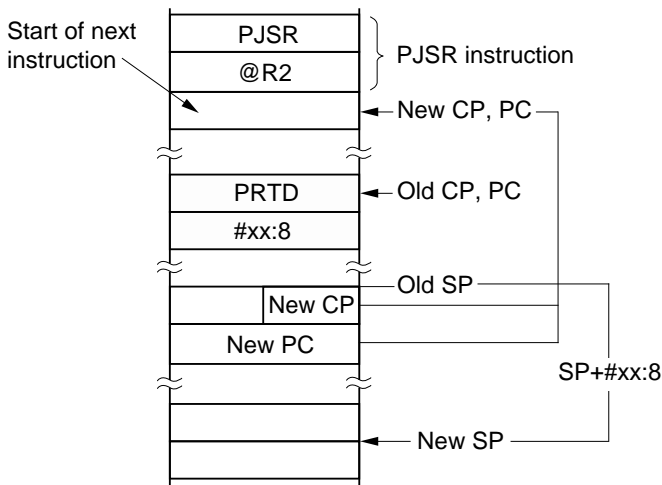 Start of next
instruction
PJSR
@R2
PJSR instruction
New CP, PC
PRTD
Old CP, PC
#xx:8
Old SP
New CP
New PC
SP+#xx:8
New SP